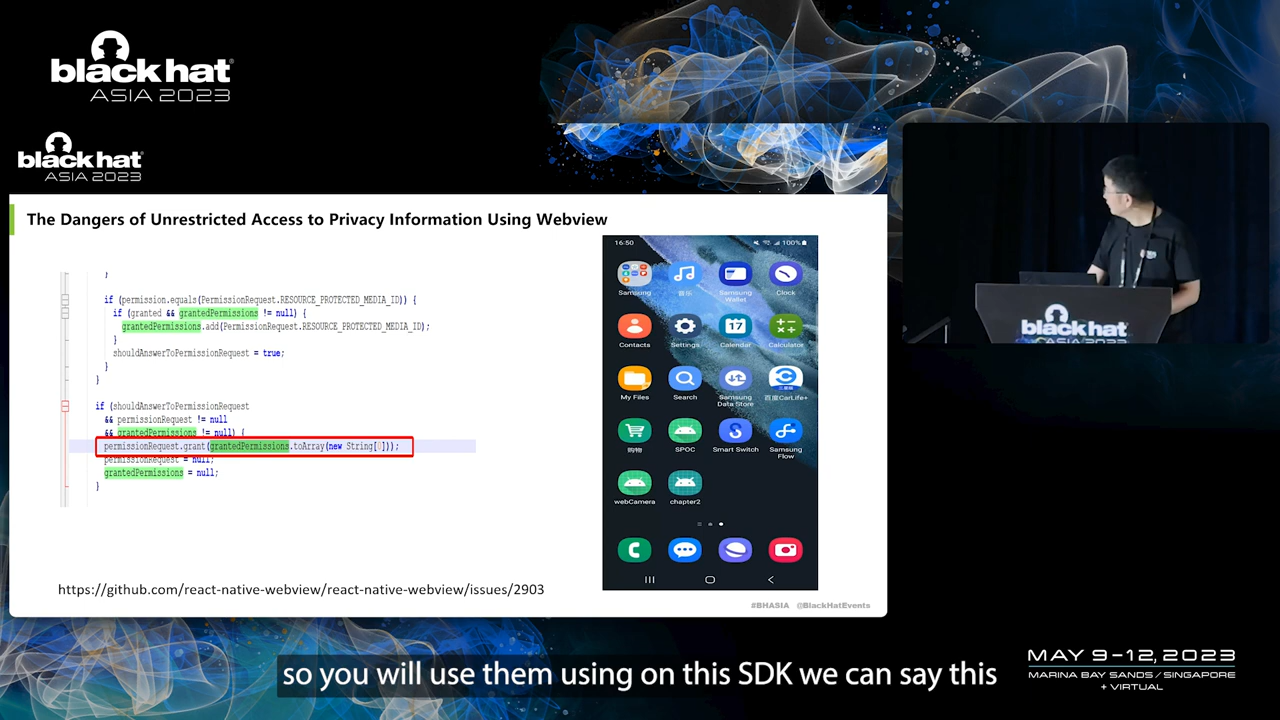 black hat®
ASIA 2023
black hat®
ASIA 2023
The Dangers of Unrestricted Access to Privacy Information Using Webview
}
if (permission.equals(PermissionRequest.RESOURCE_PROTECTED_MEDIA_ID)) {
if (granted && grantedPermissions != null) {
grantedPermissions.add(PermissionRequest.RESOURCE_PROTECTED_MEDIA_ID);
}
shouldAnswerToPermissionRequest = true;
}
}
if (shouldAnswerToPermissionRequest
&& permissionRequest != null
&& grantedPermissions != null) {
permissionRequest.grant(grantedPermissions.toArray(new String[0]));
permissionRequest = null;
grantedPermissions = null;
}
https://github.com/react-native-webview/react-native-webview/issues/2903
16:50
100%
Samsung
音乐
Samsung
Wallet
Clock
17
Contacts
Settings
Calendar
Calculator
My Files
Search
Samsung
Data Store
百度CarLife+
购物
SPOC
Smart Switch
Samsung
Flow
webCamera
chapter2
#BHASIA @BlackHatEvents
black hat
ASIA 2023
so you will use them using on this SDK we can say this
MAY 9-12, 2023
MARINA BAY SANDS / SINGAPORE
+ VIRTUAL